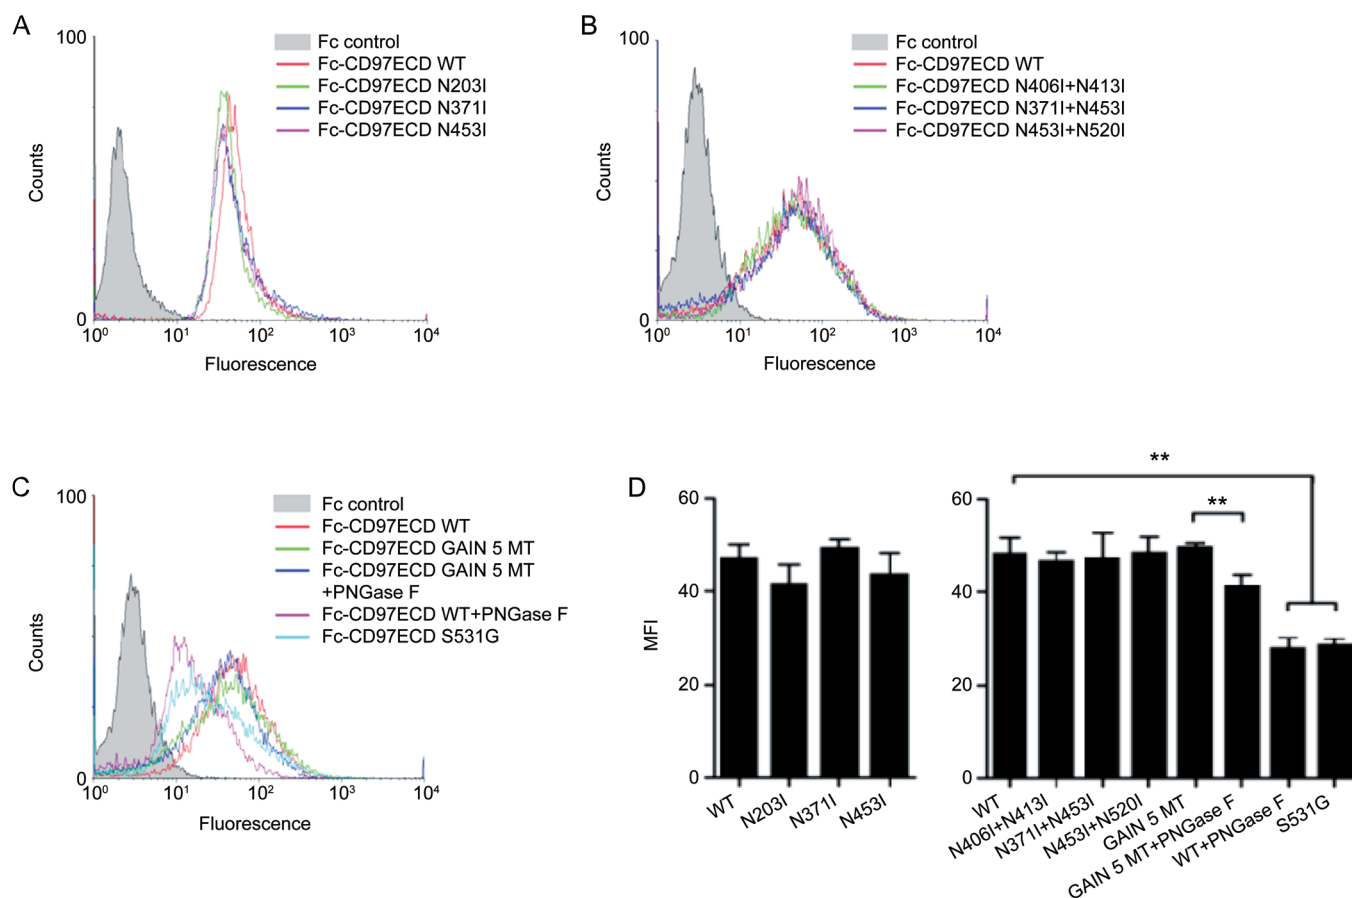 A
100
Counts
0
10⁰ 10¹ 10² 10³ 10⁴
Fluorescence
Fc control
Fc-CD97ECD WT
Fc-CD97ECD N203I
Fc-CD97ECD N371I
Fc-CD97ECD N453I
B
100
Counts
0
10⁰ 10¹ 10² 10³ 10⁴
Fluorescence
Fc control
Fc-CD97ECD WT
Fc-CD97ECD N406I+N413I
Fc-CD97ECD N371I+N453I
Fc-CD97ECD N453I+N520I
C
100
Counts
0
10⁰ 10¹ 10² 10³ 10⁴
Fluorescence
Fc control
Fc-CD97ECD WT
Fc-CD97ECD GAIN 5 MT
Fc-CD97ECD GAIN 5 MT
+PNGase F
Fc-CD97ECD WT+PNGase F
Fc-CD97ECD S531G
D
MFI
60
40
20
0
WT
N203I
N371I
N453I
60
40
20
0
**
**
WT
N406I+N413I
N371I+N453I
N453I+N520I
GAIN 5 MT
GAIN 5 MT+PNGase F
WT+PNGase F
S531G